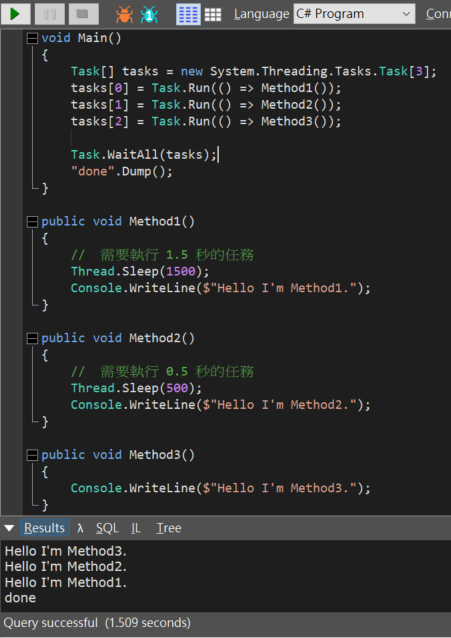 Language C# Program Conn
void Main()
{
Task[] tasks = new System.Threading.Tasks.Task[3];
tasks[0] = Task.Run(() => Method1());
tasks[1] = Task.Run(() => Method2());
tasks[2] = Task.Run(() => Method3());
Task.WaitAll(tasks);
"done".Dump();
}
public void Method1()
{
//  需要執行 1.5 秒的任務
Thread.Sleep(1500);
Console.WriteLine($"Hello I'm Method1.");
}
public void Method2()
{
//  需要執行 0.5 秒的任務
Thread.Sleep(500);
Console.WriteLine($"Hello I'm Method2.");
}
public void Method3()
{
Console.WriteLine($"Hello I'm Method3.");
}
Results λ SQL IL Tree
Hello I'm Method3.
Hello I'm Method2.
Hello I'm Method1.
done
Query successful (1.509 seconds)